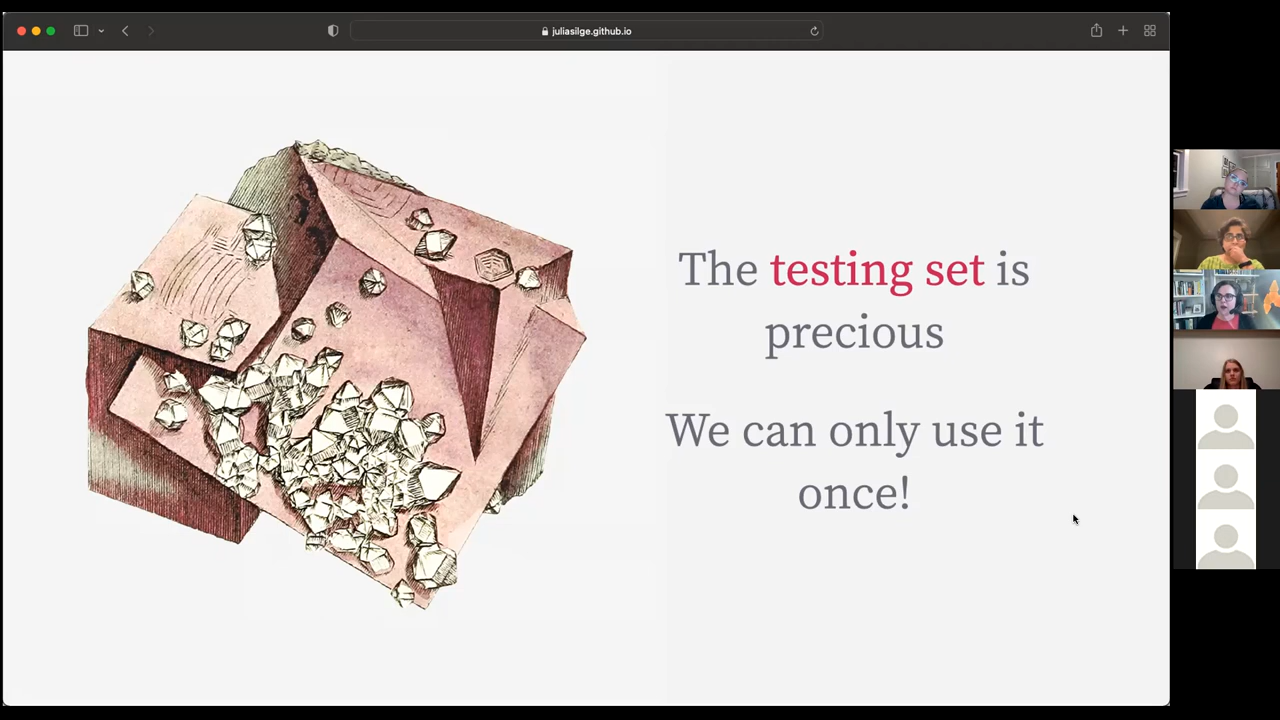 juliasilge.github.io
The testing set is
precious
We can only use it
once!